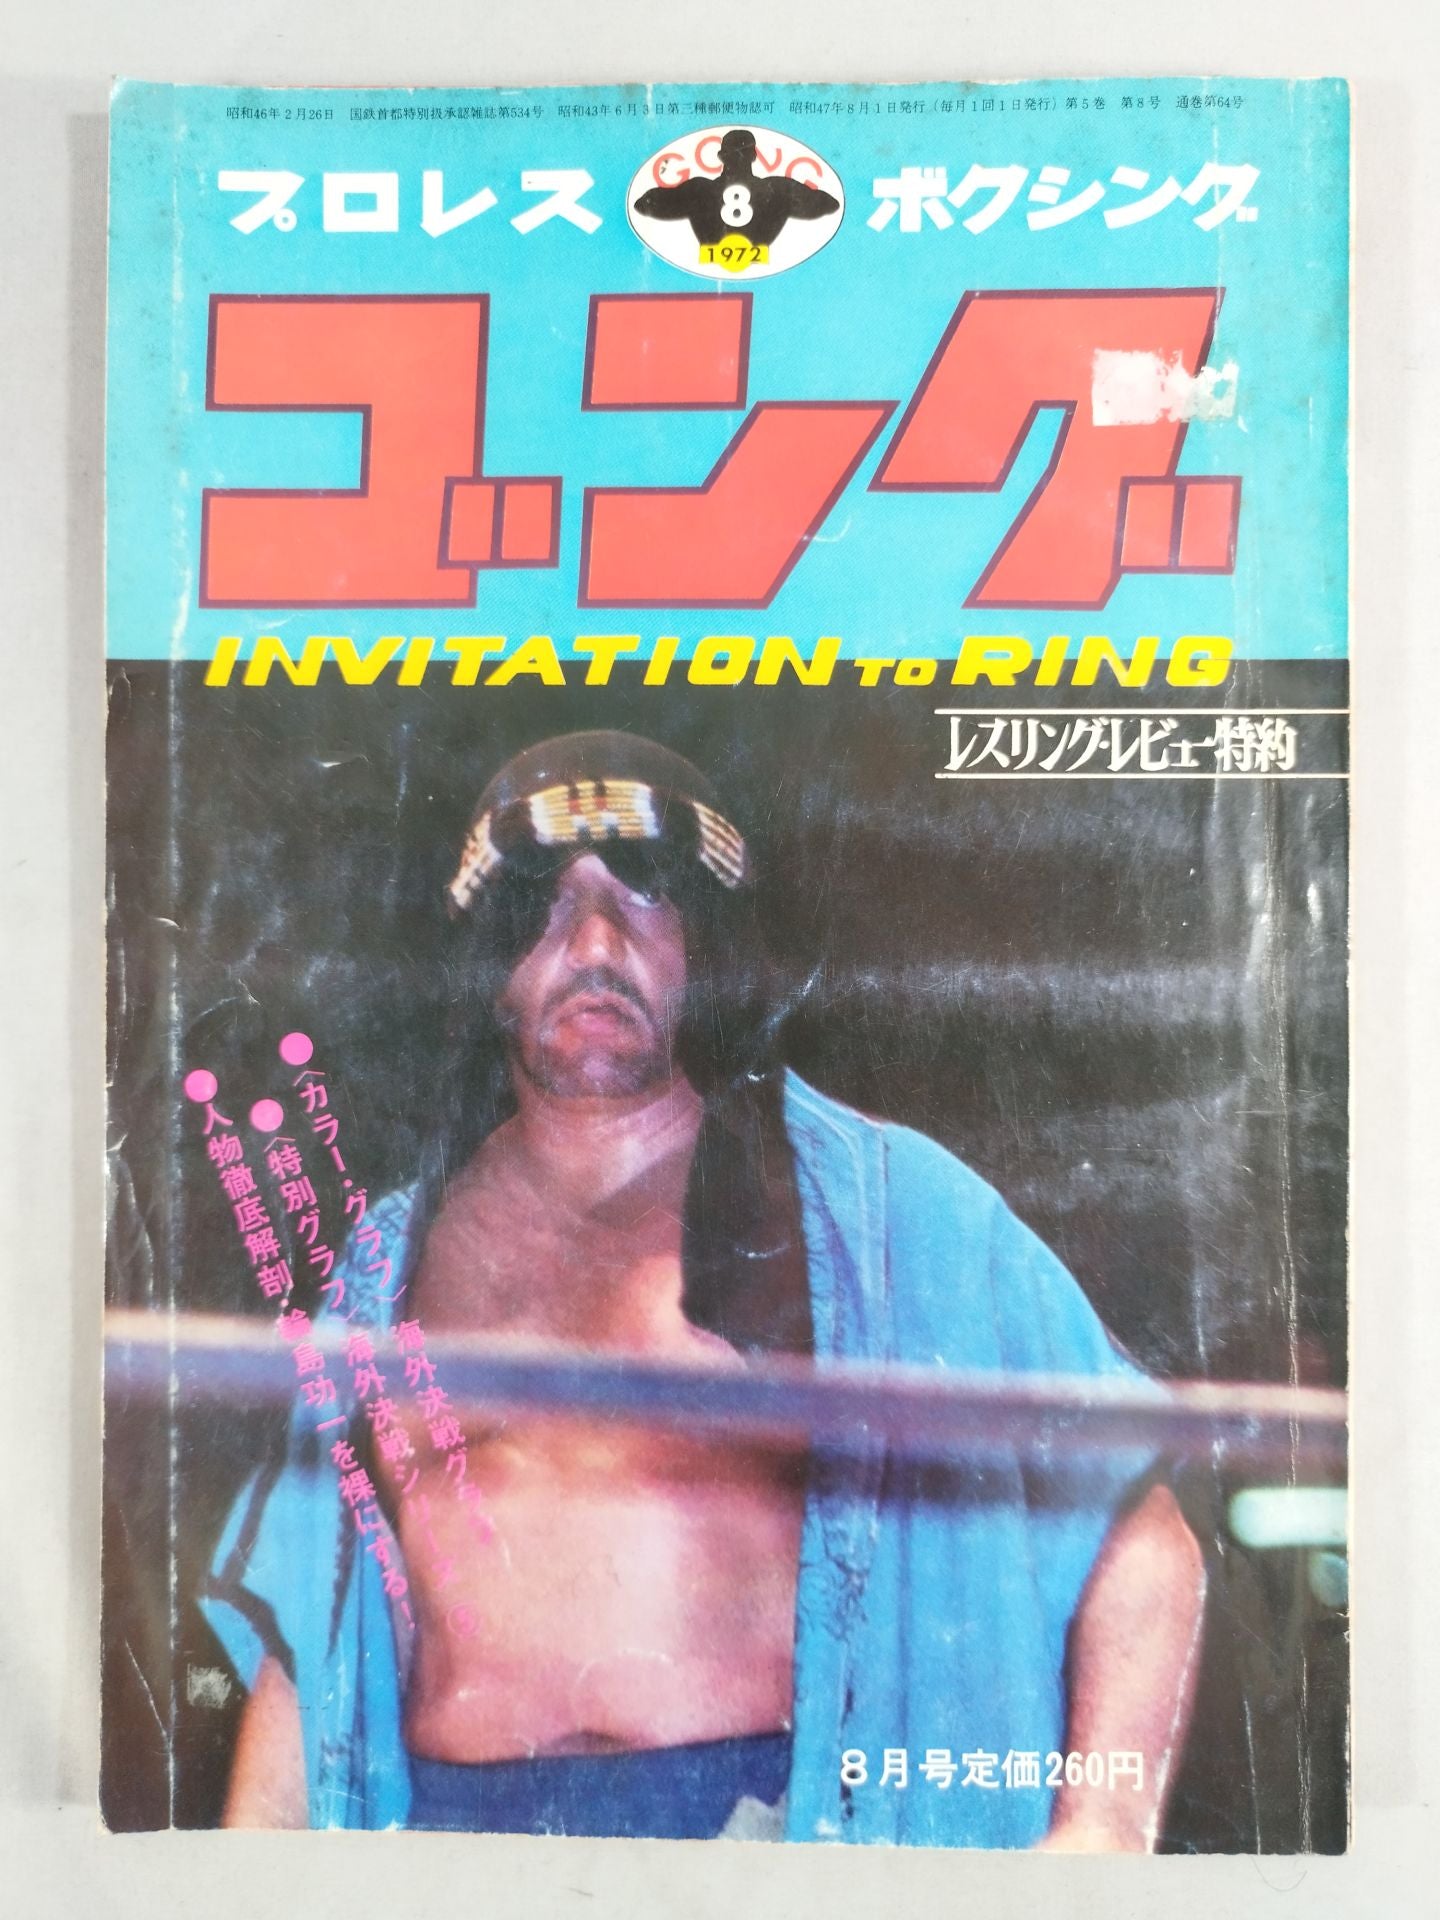 昭和46年2月26日 国鉄首都特別扱承認雑誌第534号 昭和43年6月3日第三種郵便物認可 昭和47年8月1日発行(毎月1回1日発行)第5巻 第8号 通巻第64号
プロレス
GONG
8
1972
ボクシング
ゴング
INVITATION TO RING
レスリング・レビュー特約
●〈カラー・グラフ〉海外決戦グラフ
●〈特別グラフ〉海外決戦シリーズ⑤
●人物徹底解剖・輪島功一を裸にする!
8月号定価260円